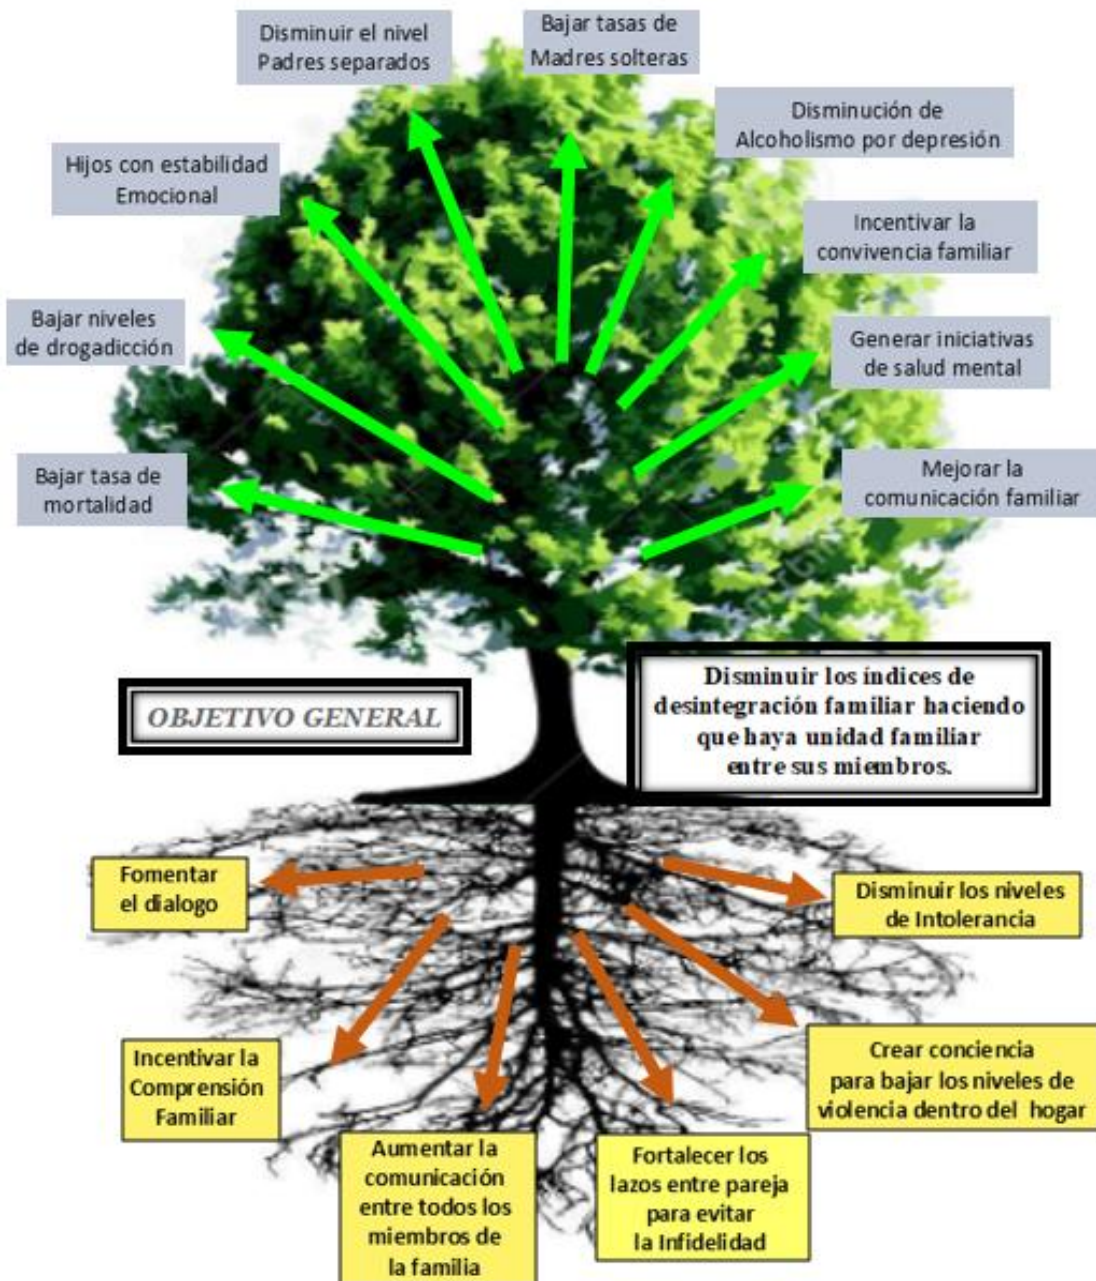 Disminuir el nivel
Padres separados
Bajar tasas de
Madres solteras
Disminución de
Alcoholismo por depresión
Hijos con estabilidad
Emocional
Incentivar la
convivencia familiar
Bajar niveles
de drogadicción
Generar iniciativas
de salud mental
Bajar tasa de
mortalidad
Mejorar la
comunicación familiar
OBJETIVO GENERAL
Disminuir los índices de
desintegración familiar haciendo
que haya unidad familiar
entre sus miembros.
Fomentar
el dialogo
Disminuir los niveles
de Intolerancia
Incentivar la
Comprensión
Familiar
Crear conciencia
para bajar los niveles de
violencia dentro del hogar
Aumentar la
comunicación
entre todos los
miembros de
la familia
Fortalecer los
lazos entre pareja
para evitar
la Infidelidad